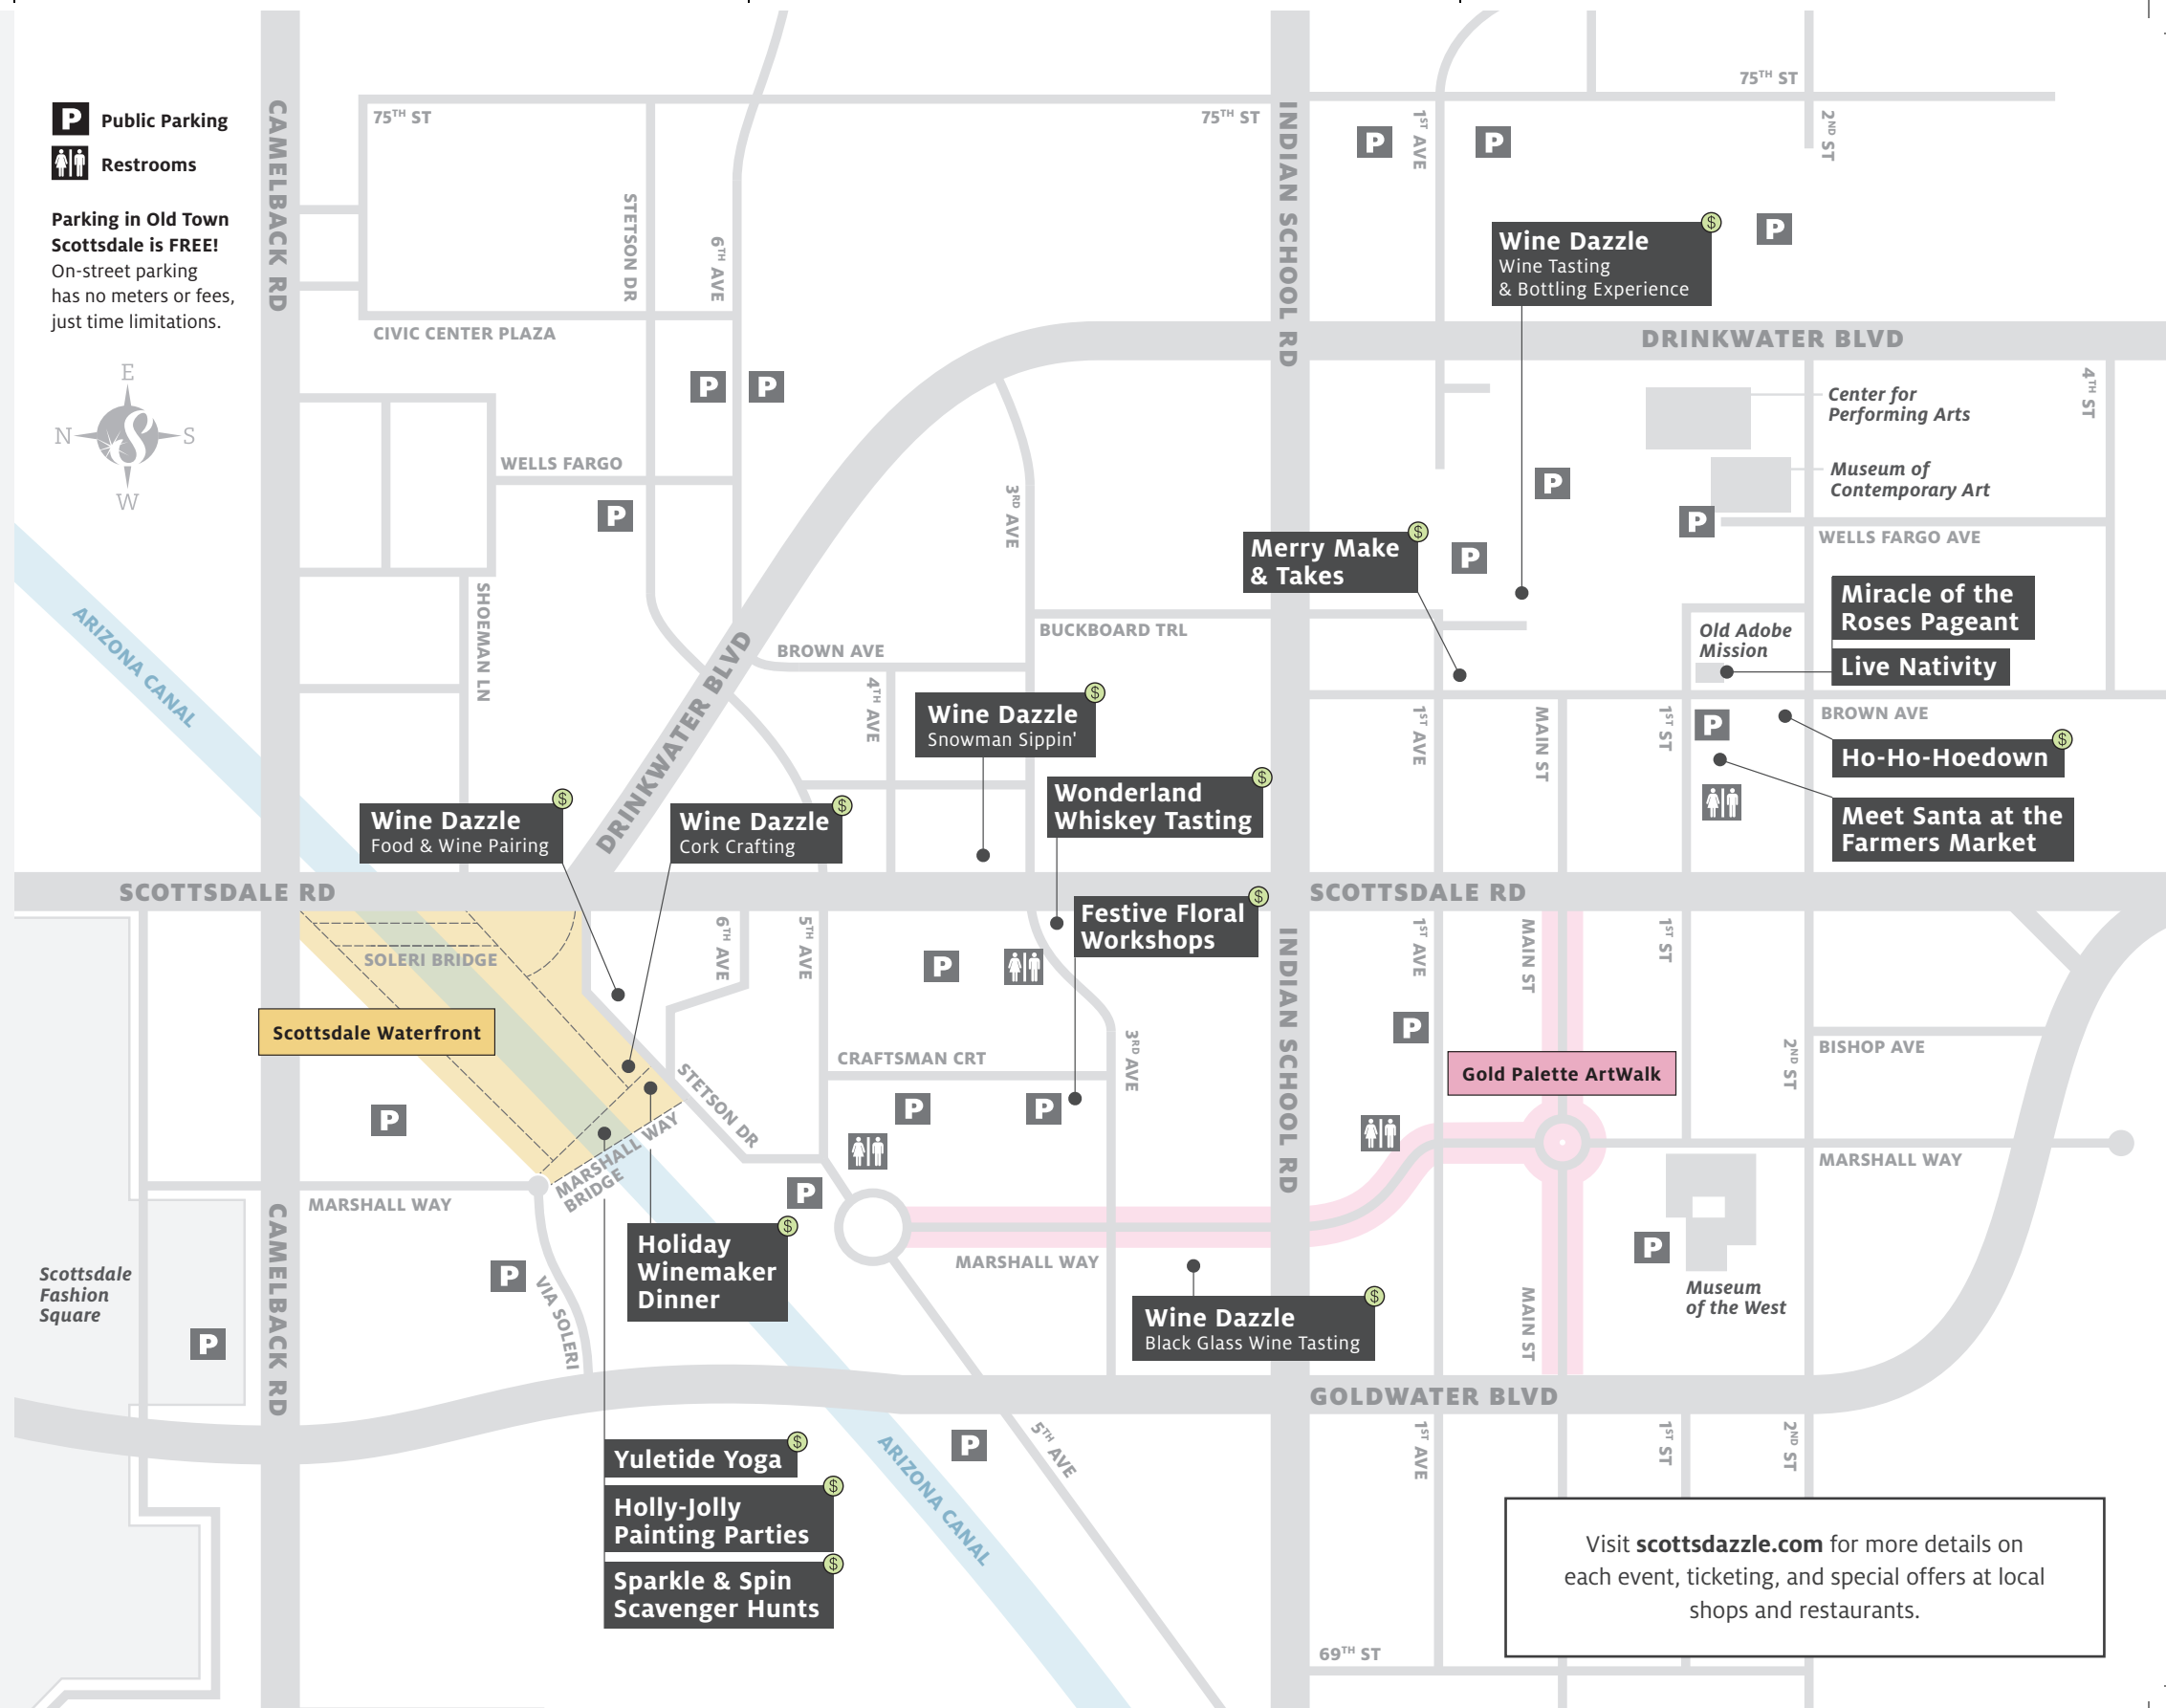 P Public Parking
Restrooms
Parking in Old Town
Scottsdale is FREE!
On-street parking
has no meters or fees,
just time limitations.
E
N S
W
CAMELBACK RD
75TH ST
75TH ST
75TH ST
STETSON DR
6TH AVE
INDIAN SCHOOL RD
P
1ST AVE
P
2ND ST
P
$
Wine Dazzle
Wine Tasting
& Bottling Experience
CIVIC CENTER PLAZA
DRINKWATER BLVD
P P
Center for
Performing Arts
4TH ST
Museum of
Contemporary Art
WELLS FARGO
P
3RD AVE
P
P
WELLS FARGO AVE
$
Merry Make
& Takes
P
ARIZONA CANAL
SHOEMAN LN
BUCKBOARD TRL
BROWN AVE
DRINKWATER BLVD
4TH AVE
Old Adobe
Mission
Miracle of the
Roses Pageant
Live Nativity
$
Wine Dazzle
Snowman Sippin'
1ST AVE
MAIN ST
1ST ST
P
BROWN AVE
$
Ho-Ho-Hoedown
Meet Santa at the
Farmers Market
$
Wonderland
Whiskey Tasting
$
Wine Dazzle
Food & Wine Pairing
$
Wine Dazzle
Cork Crafting
SCOTTSDALE RD
SCOTTSDALE RD
$
Festive Floral
Workshops
SOLERI BRIDGE
6TH AVE
5TH AVE
P
INDIAN SCHOOL RD
1ST AVE
MAIN ST
1ST ST
Scottsdale Waterfront
P
CRAFTSMAN CRT
3RD AVE
2ND ST
BISHOP AVE
Gold Palette ArtWalk
STETSON DR
P
P
P
MARSHALL WAY
BRIDGE
MARSHALL WAY
MARSHALL WAY
P
CAMELBACK RD
$
Holiday
Winemaker
Dinner
MARSHALL WAY
P
Museum
of the West
MAIN ST
Scottsdale
Fashion
Square
P
P
VIA SOLERI
$
Wine Dazzle
Black Glass Wine Tasting
GOLDWATER BLVD
ARIZONA CANAL
P
5TH AVE
1ST AVE
1ST ST
2ND ST
$
Yuletide Yoga
$
Holly-Jolly
Painting Parties
$
Sparkle & Spin
Scavenger Hunts
Visit scottsdazzle.com for more details on
each event, ticketing, and special offers at local
shops and restaurants.
69TH ST